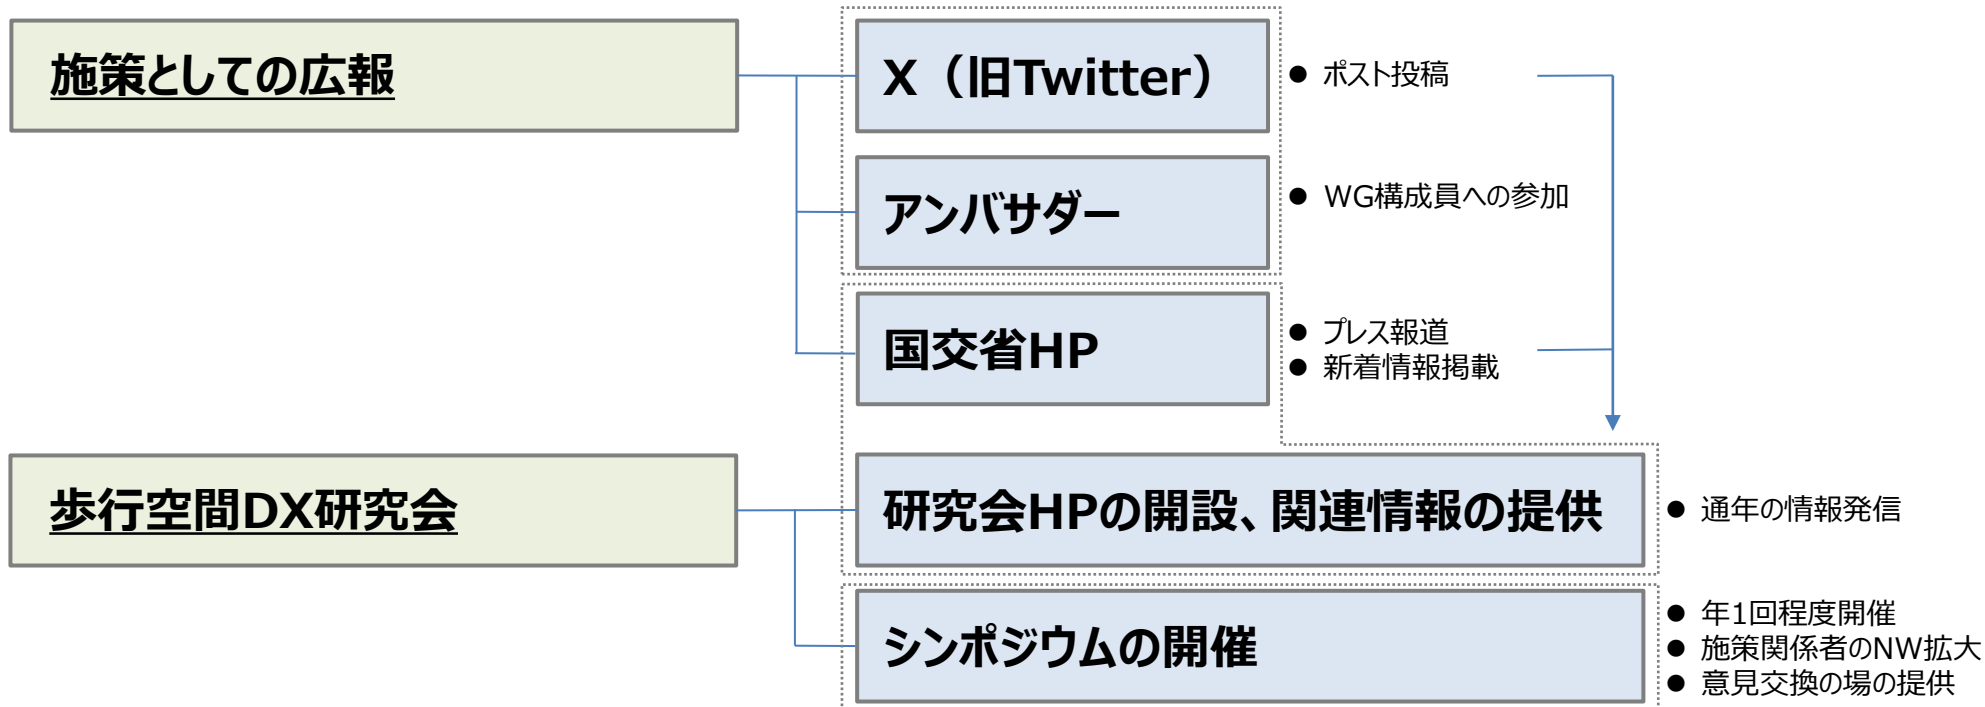 施策としての広報
X（旧Twitter）
● ポスト投稿
アンバサダー
● WG構成員への参加
国交省HP
● プレス報道
● 新着情報掲載
歩行空間DX研究会
研究会HPの開設、関連情報の提供
● 通年の情報発信
シンポジウムの開催
● 年1回程度開催
● 施策関係者のNW拡大
● 意見交換の場の提供